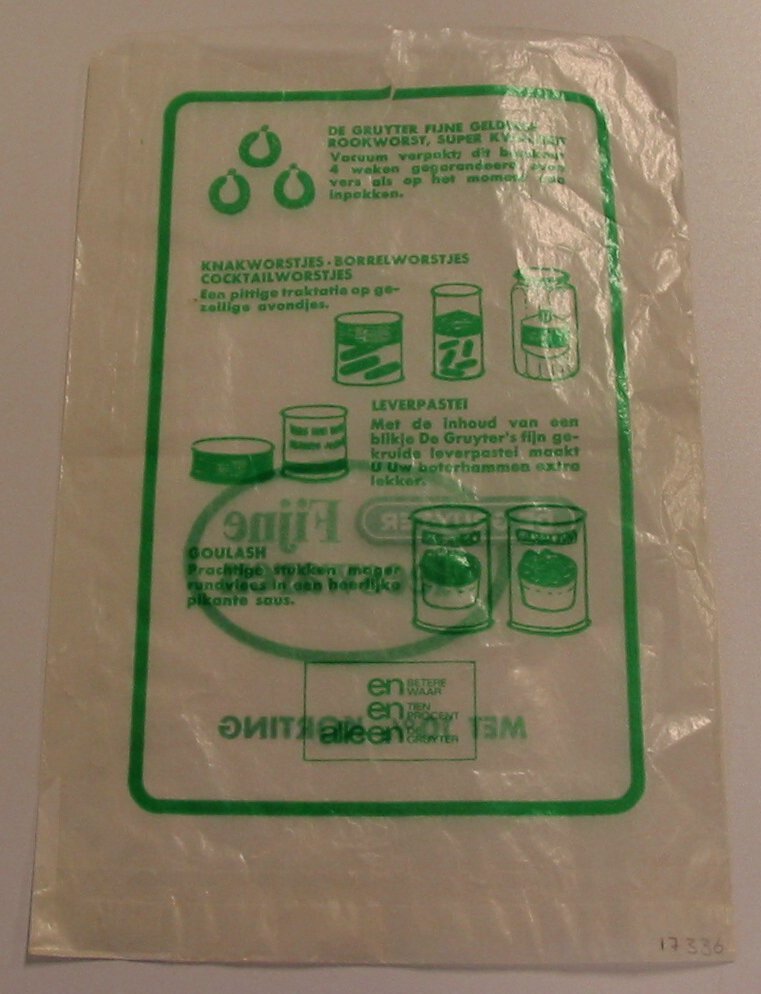 DE GRUYTER FIJNE
ROOKWORST, SUPER
Vacuum verpakt; dit
4 weken gegarandeerd even
vers als op het moment van
inpakken.
KNAKWORSTJES-BORRELWORSTJES
COCKTAILWORSTJES
Een pittige traktatie op ge-
zellige avondjes.
LEVERPASTEI
Met de inhoud van een
blikje De Gruyter's fijn ge-
kruide leverpastei maakt
U Uw boterhammen extra
lekker.
Fijne
GOULASH
Prachtige stukken mager
rundvlees in een heerlijke
pikante saus.
en BETERE WAAR
en TIEN PROCENT
alleen DE GRUYTER
MET 10% KORTING
17336